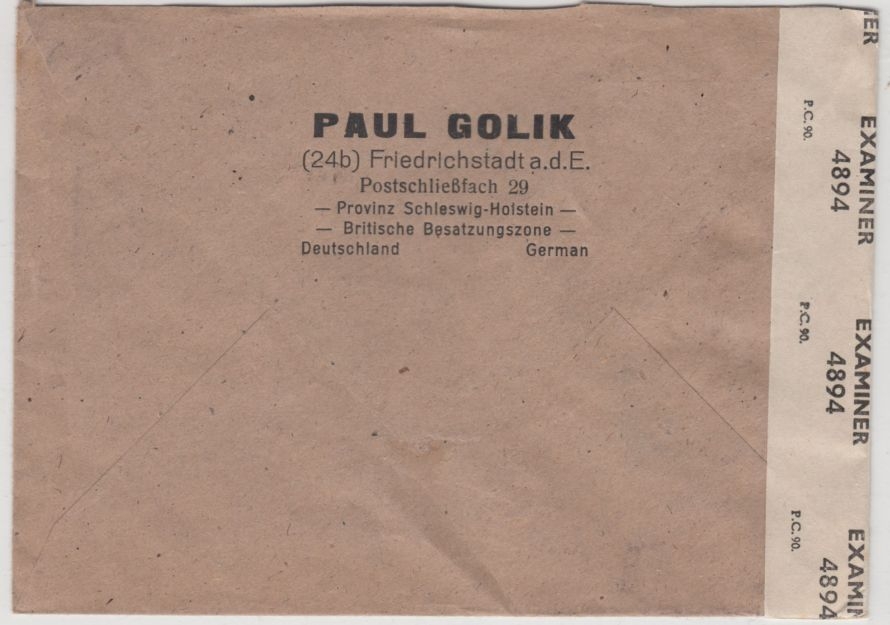 PAUL GOLIK
(24b) Friedrichstadt a.d.E.
Postschließfach 29
— Provinz Schleswig-Holstein —
— Britische Besatzungszone —
Deutschland German
ER
P.C. 90.
EXAMINER
4894
P.C. 90.
EXAMINER
4894
P.C. 90.
EXAMIN
4894